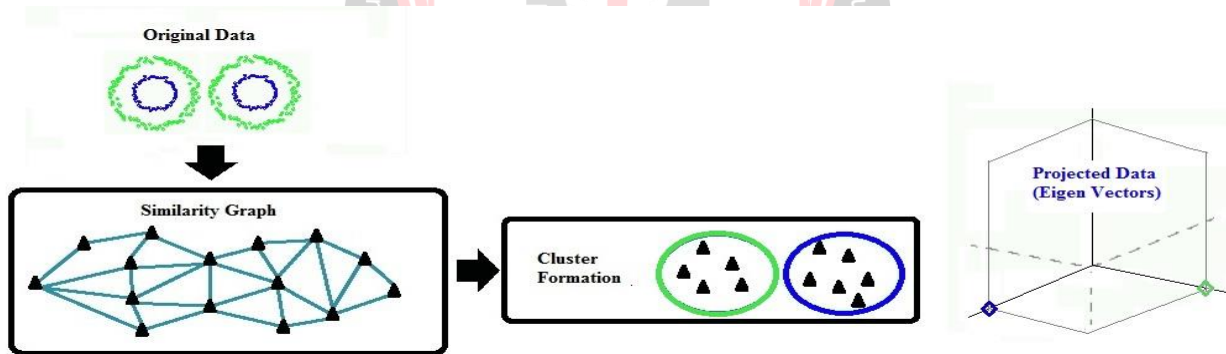 Original Data
Similarity Graph
Cluster
Formation
Projected Data
(Eigen Vectors)